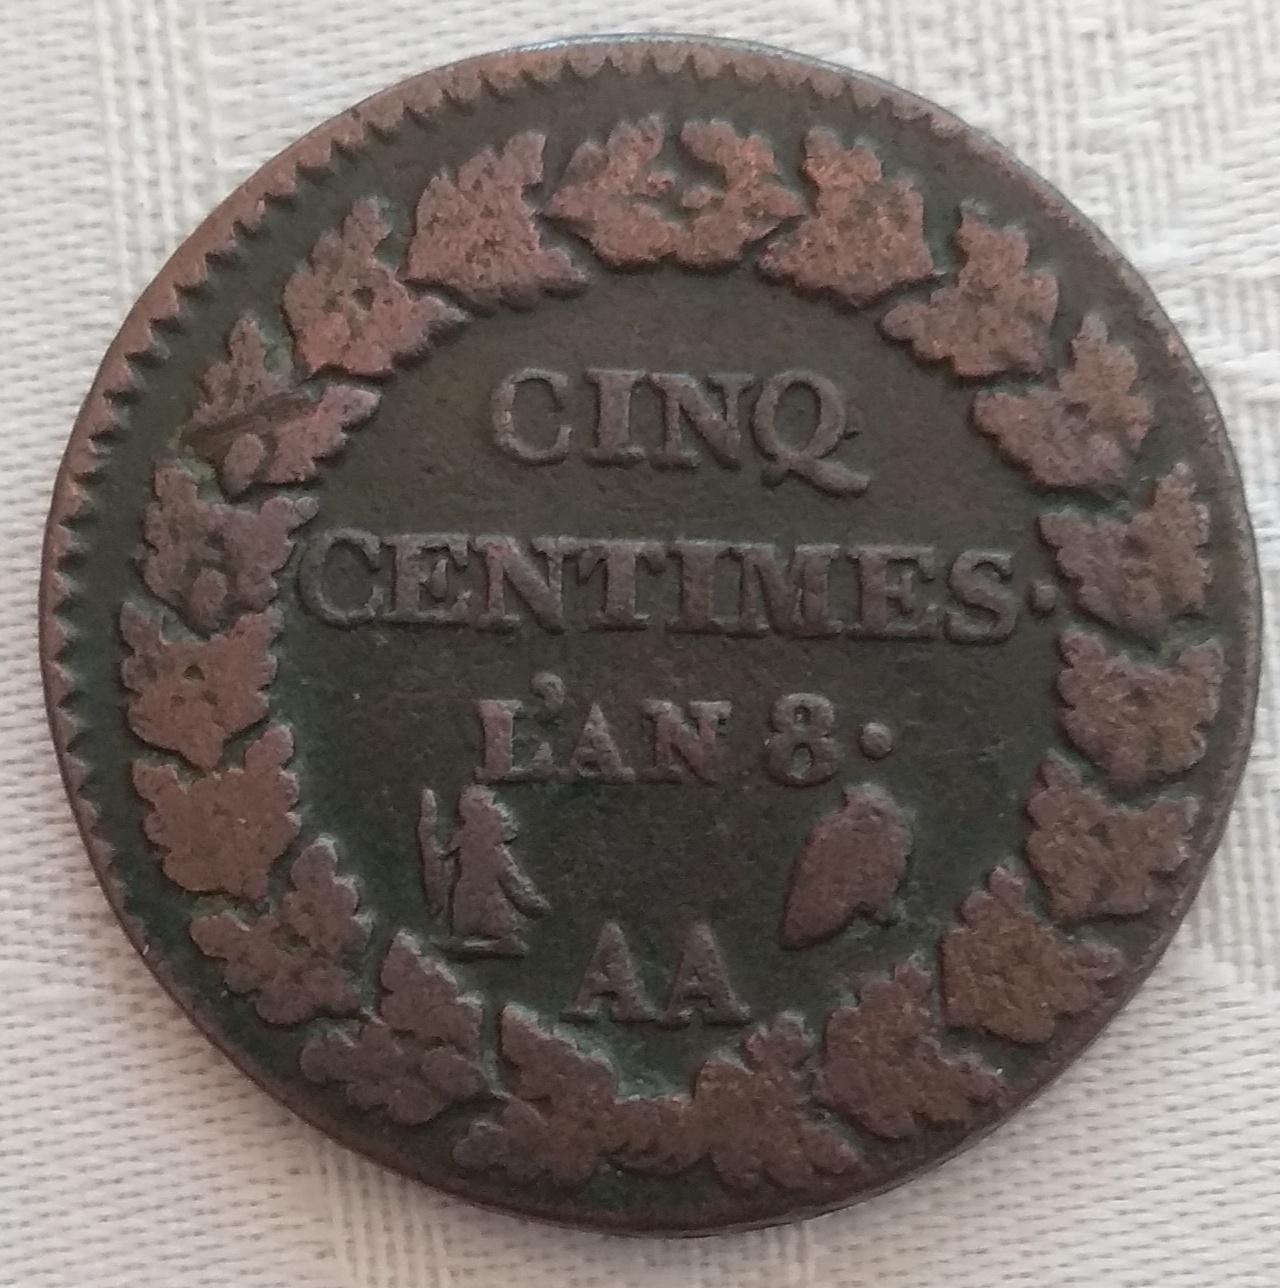 CINQ
CENTIMES.
L'AN 8.
AA